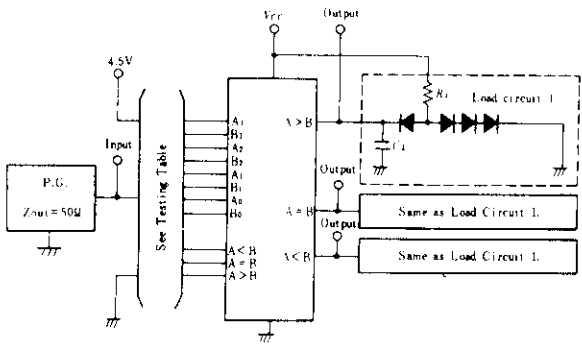 Vcc
Output
4.5V
Input
P.G.
Zout=50Ω
See Testing Table
A3
B3
A2
B2
A1
B1
A0
B0
A<B
A=B
A>B
A>B
A=B
A<B
RL
Load circuit 1
CL
Output
Same as Load Circuit 1.
Output
Same as Load Circuit 1.